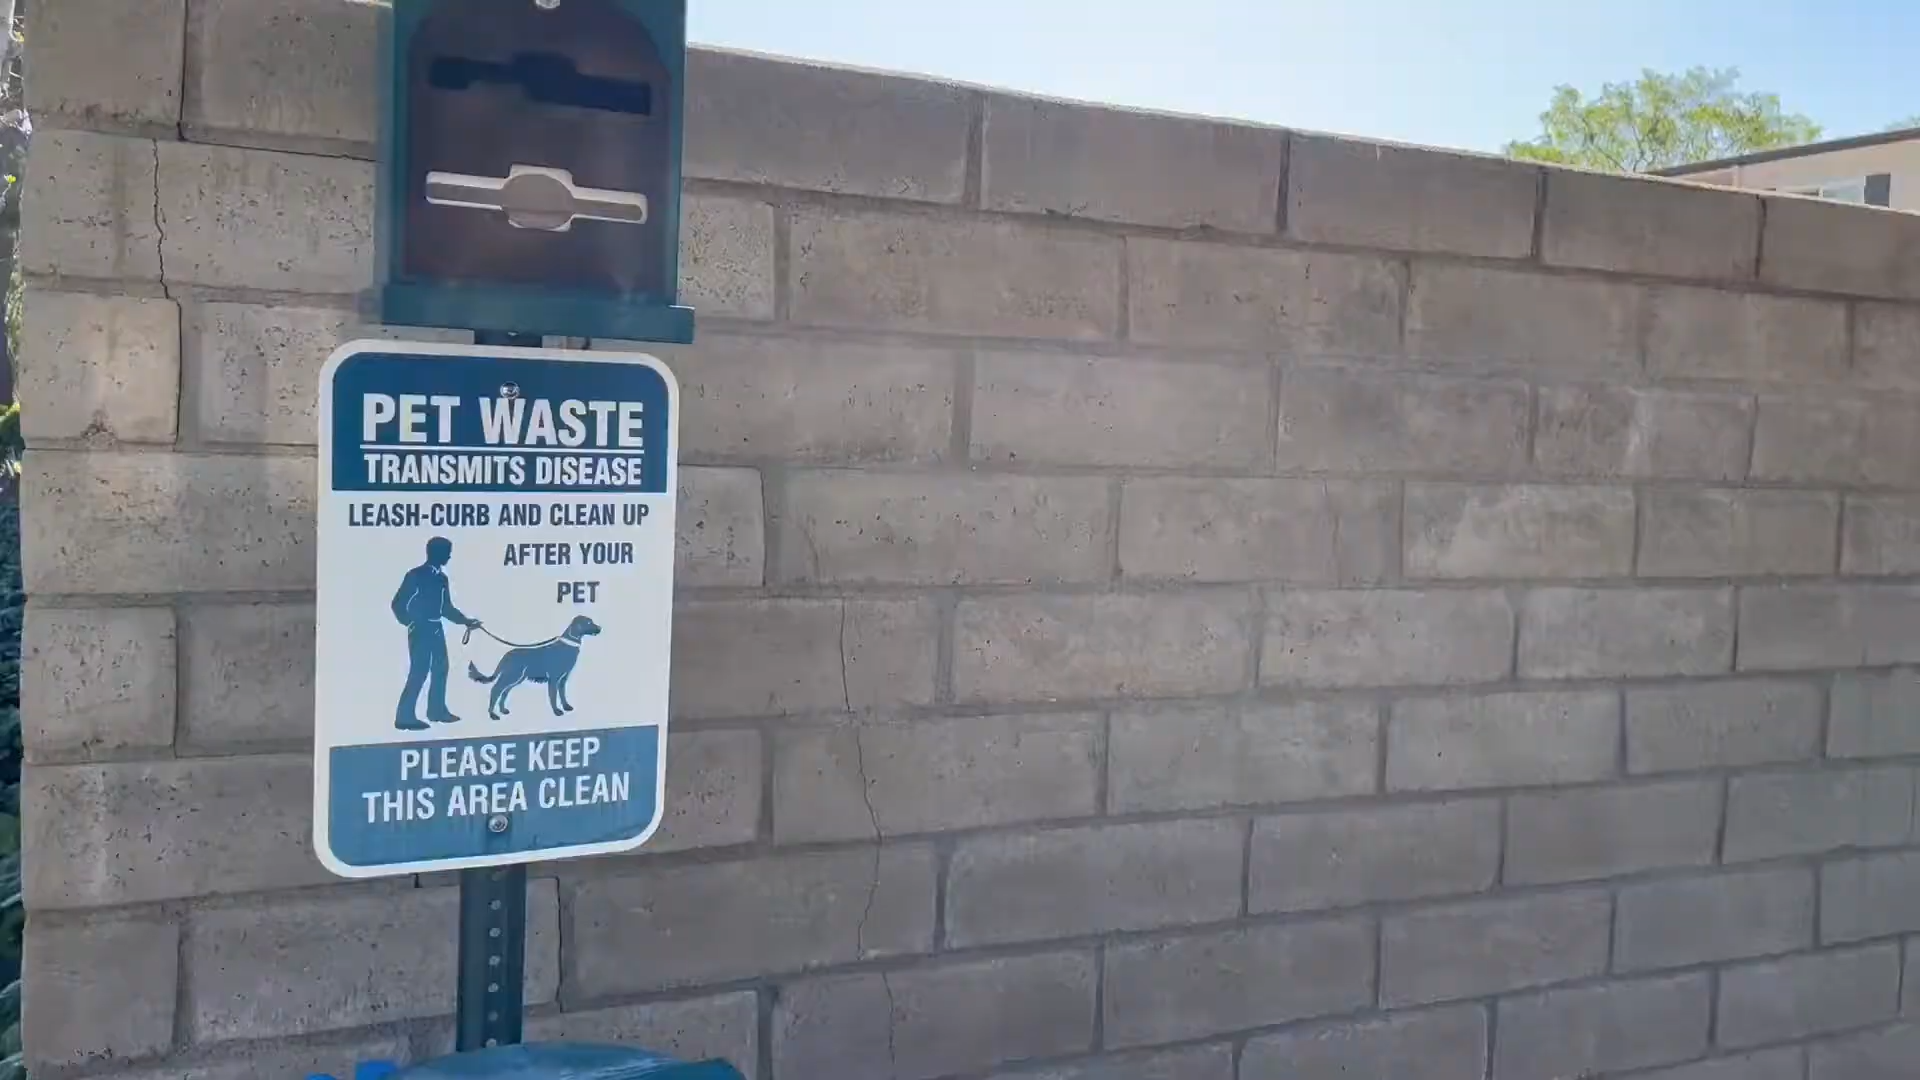 PET WASTE
TRANSMITS DISEASE
LEASH-CURB AND CLEAN UP
AFTER YOUR
PET
PLEASE KEEP
THIS AREA CLEAN